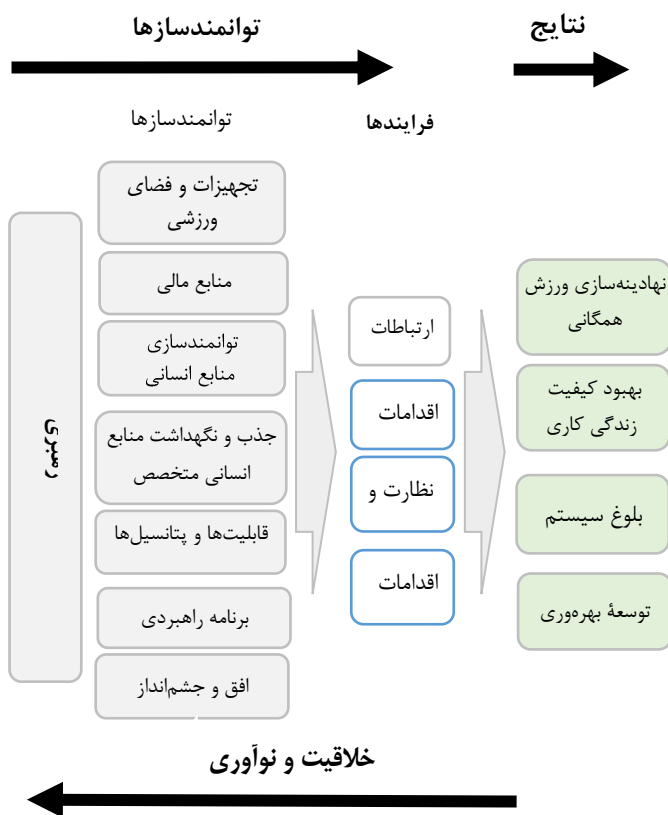 توانمندسازها
نتایج
توانمندسازها
فرایندها
رهبری
تجهیزات و فضای
ورزشی
منابع مالی
توانمندسازی
منابع انسانی
جذب و نگهداشت منابع
انسانی متخصص
قابلیت‌ها و پتانسیل‌ها
برنامه راهبردی
افق و چشم‌انداز
ارتباطات
اقدامات
نظارت و
اقدامات
نهادینه‌سازی ورزش
همگانی
بهبود کیفیت
زندگی کاری
بلوغ سیستم
توسعۀ بهره‌وری
خلاقیت و نوآوری